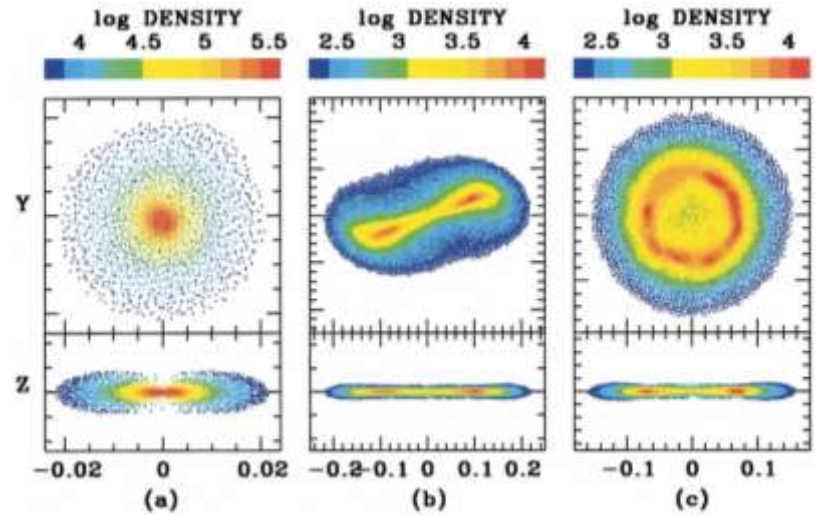 log DENSITY log DENSITY log DENSITY
4 4.5 5 5.5 2.5 3 3.5 4 2.5 3 3.5 4
Y
Z
−0.02 0 0.02 −0.2−0.1 0 0.1 0.2 −0.1 0 0.1
(a) (b) (c)